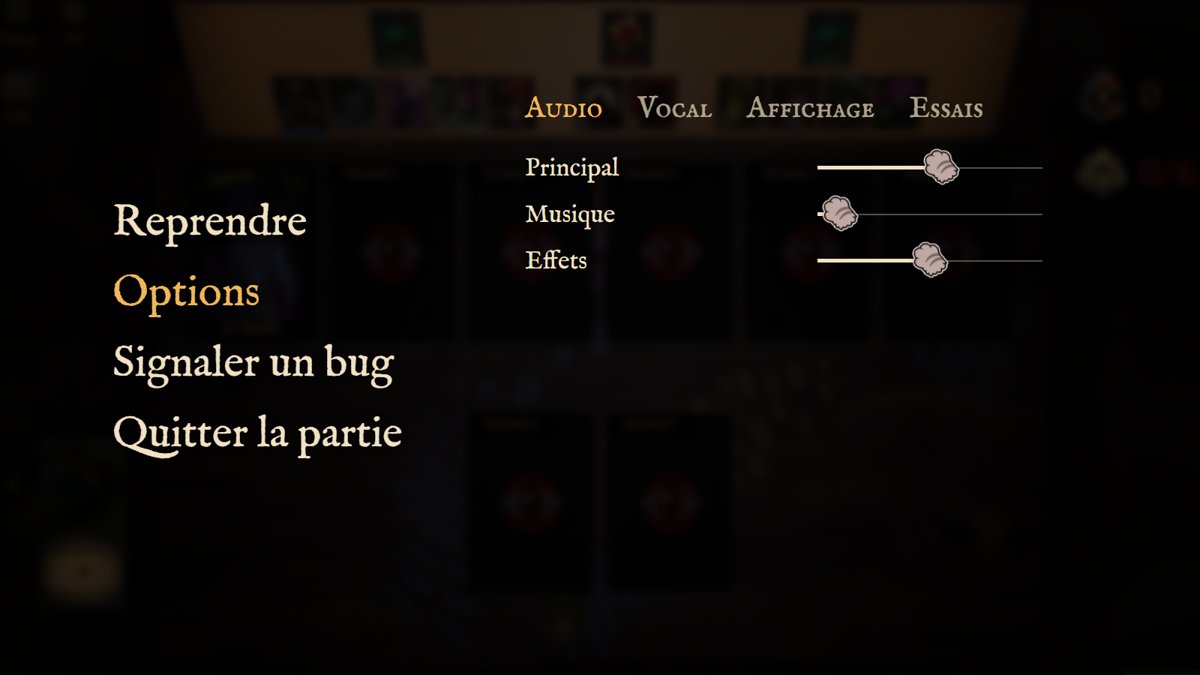 Audio Vocal Affichage Essais
Principal
Musique
Effets
Reprendre
Options
Signaler un bug
Quitter la partie